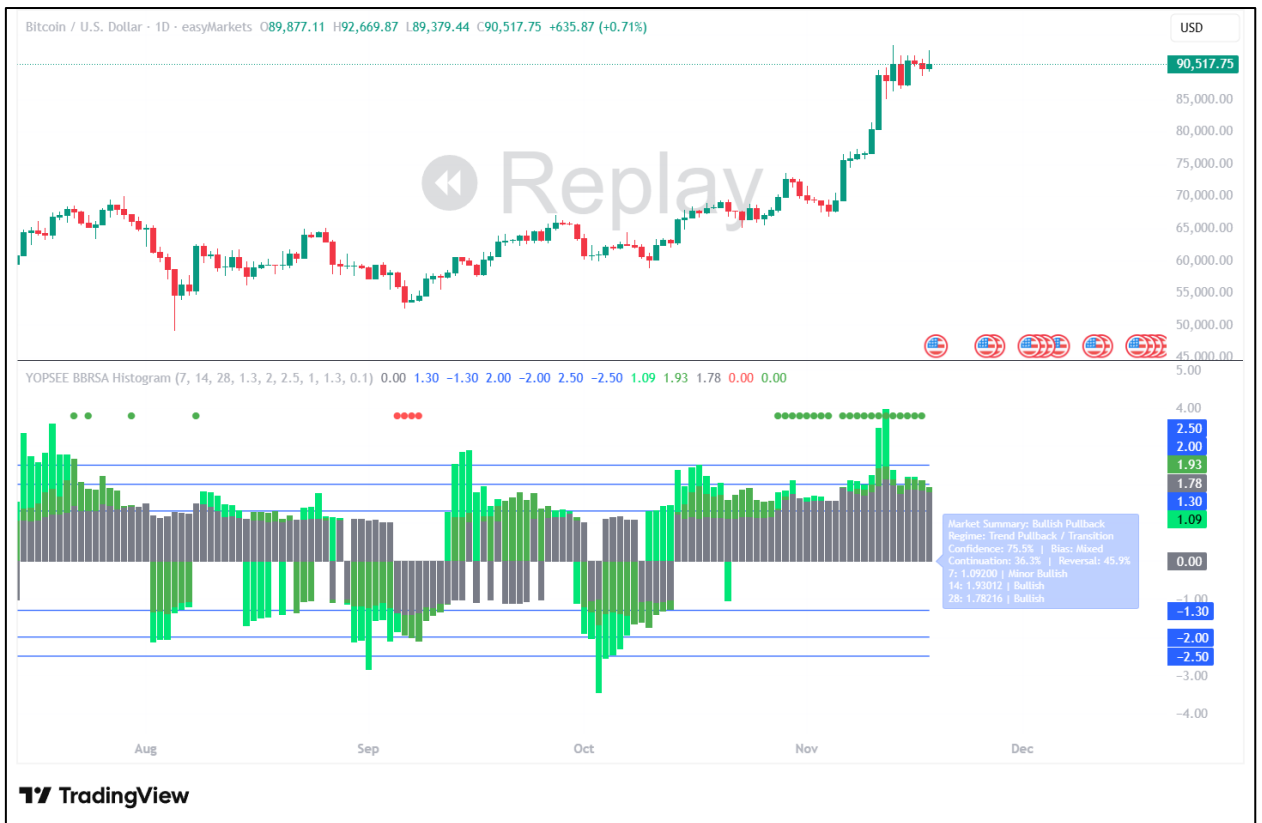 Bitcoin / U.S. Dollar · 1D · easyMarkets O89,877.11 H92,669.87 L89,379.44 C90,517.75 +635.87 (+0.71%)
USD
90,517.75
85,000.00
80,000.00
75,000.00
70,000.00
65,000.00
60,000.00
55,000.00
50,000.00
45,000.00
Replay
YOPSEE BBRSA Histogram (7, 14, 28, 1.3, 2, 2.5, 1, 1.3, 0.1) 0.00 1.30 −1.30 2.00 −2.00 2.50 −2.50 1.09 1.93 1.78 0.00 0.00
5.00
4.00
2.50
2.00
1.93
1.78
1.30
1.09
0.00
−1.00
−1.30
−2.00
−2.50
−3.00
−4.00
Market Summary: Bullish Pullback
Regime: Trend Pullback / Transition
Confidence: 75.5% | Bias: Mixed
Continuation: 36.3% | Reversal: 45.9%
7: 1.09200 | Minor Bullish
14: 1.93012 | Bullish
28: 1.78216 | Bullish
Aug Sep Oct Nov Dec
TradingView